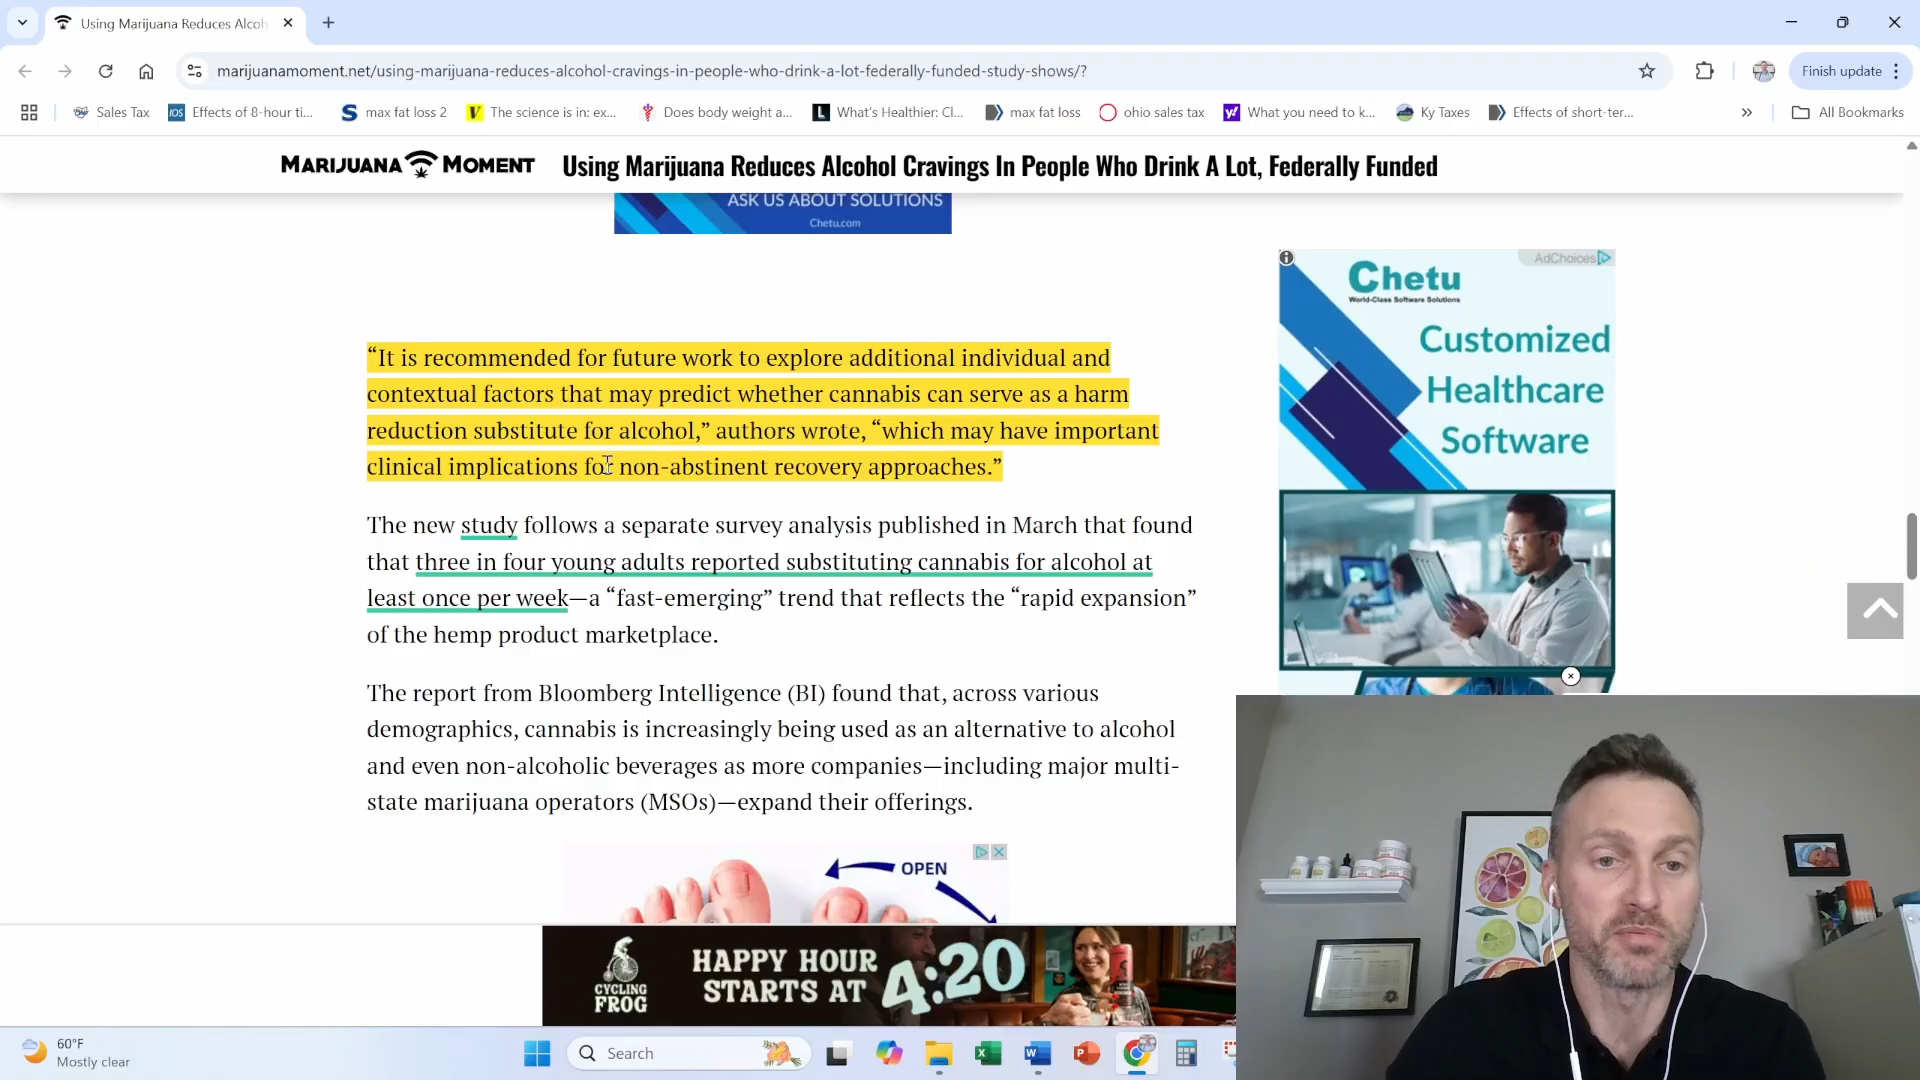 Using Marijuana Reduces Alcoh
marijuanamoment.net/using-marijuana-reduces-alcohol-cravings-in-people-who-drink-a-lot-federally-funded-study-shows/?
Finish update
Sales Tax
IOS
Effects of 8-hour ti...
S
max fat loss 2
V
The science is in: ex...
Does body weight a...
L
What's Healthier: Cl...
max fat loss
ohio sales tax
y!
What you need to k...
Ky Taxes
Effects of short-ter...
»
All Bookmarks
MARIJUANA MOMENT
Using Marijuana Reduces Alcohol Cravings In People Who Drink A Lot, Federally Funded
ASK US ABOUT SOLUTIONS
Chetu.com
AdChoices
Chetu
World-Class Software Solutions
Customized
Healthcare
Software
“It is recommended for future work to explore additional individual and
contextual factors that may predict whether cannabis can serve as a harm
reduction substitute for alcohol,” authors wrote, “which may have important
clinical implications for non-abstinent recovery approaches.”
The new study follows a separate survey analysis published in March that found
that three in four young adults reported substituting cannabis for alcohol at
least once per week—a “fast-emerging” trend that reflects the “rapid expansion”
of the hemp product marketplace.
The report from Bloomberg Intelligence (BI) found that, across various
demographics, cannabis is increasingly being used as an alternative to alcohol
and even non-alcoholic beverages as more companies—including major multi-
state marijuana operators (MSOs)—expand their offerings.
OPEN
CYCLING
FROG
HAPPY HOUR
STARTS AT
4:20
60°F
Mostly clear
Search